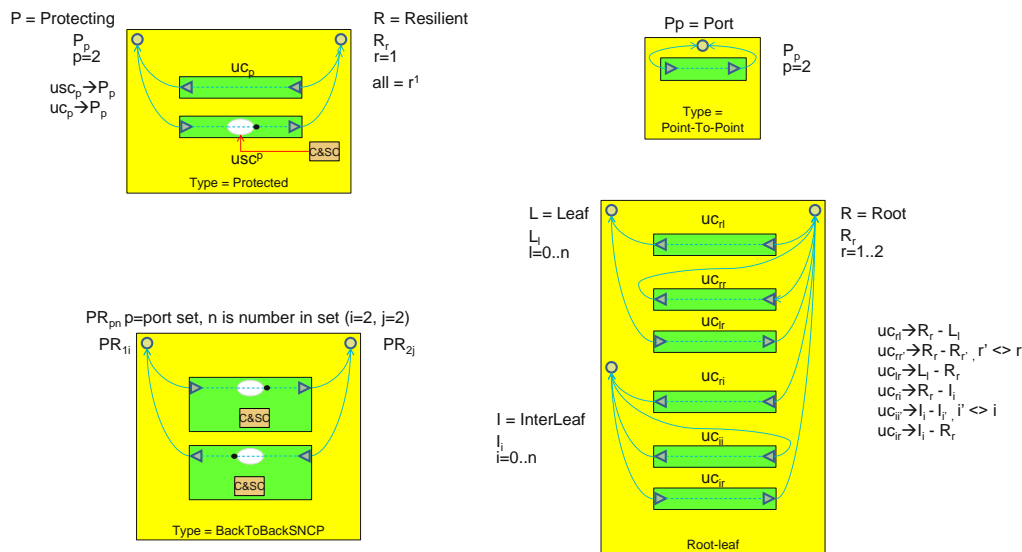 P = Protecting
R = Resilient
Pp
p=2
Rr
r=1
ucp
all = r¹
uscp→Pp
ucp→Pp
uscᵖ
C&SC
Type = Protected
Pp = Port
Pp
p=2
Type =
Point-To-Point
L = Leaf
Ll
l=0..n
ucrl
R = Root
Rr
r=1..2
ucrr
uclr
ucri
I = InterLeaf
Ii
i=0..n
ucii
ucir
Root-leaf
ucrl→Rr - Ll
ucrr'→Rr - Rr' , r' <> r
uclr→Ll - Rr
ucri→Rr - Ii
ucii'→Ii - Ii' , i' <> i
ucir→Ii - Rr
PRpn p=port set, n is number in set (i=2, j=2)
PR1i
PR2j
C&SC
C&SC
Type = BackToBackSNCP